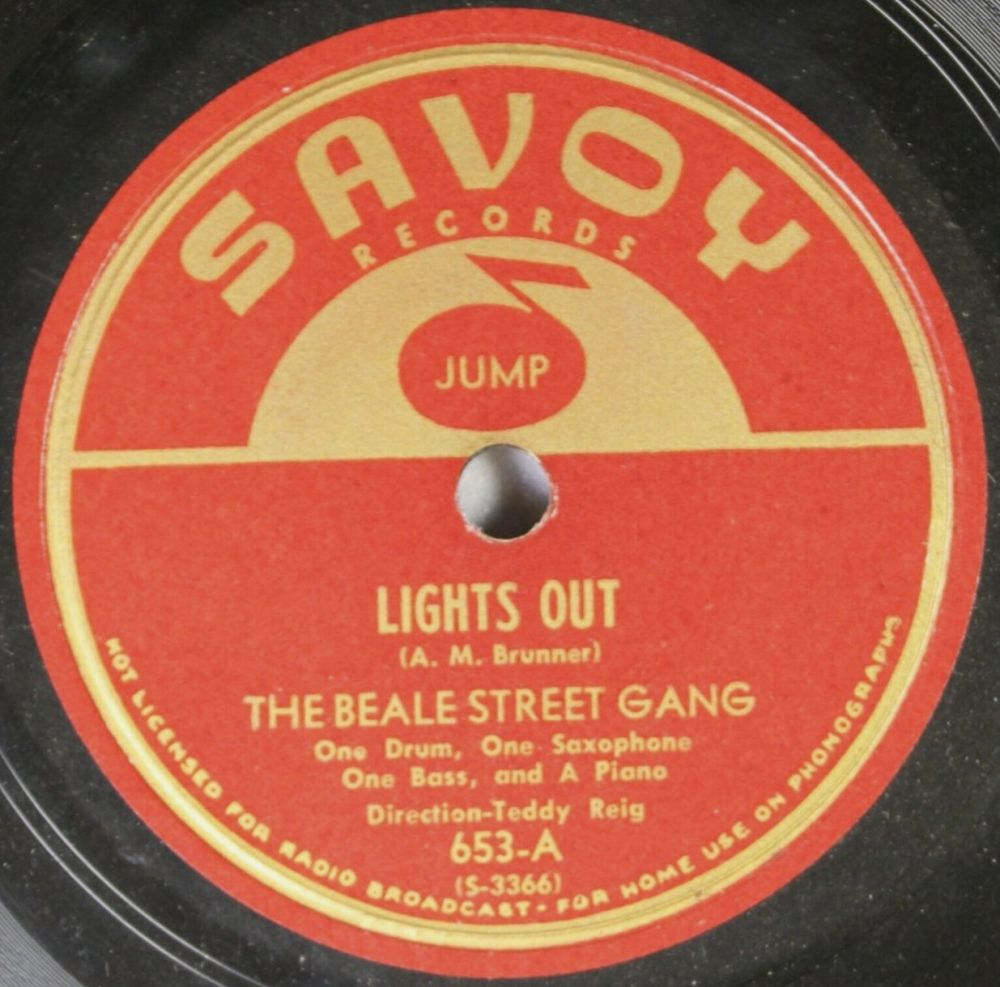 SAVOY
RECORDS
JUMP
LIGHTS OUT
(A. M. Brunner)
THE BEALE STREET GANG
One Drum, One Saxophone
One Bass, and A Piano
Direction-Teddy Reig
653-A
(S-3366)
NOT LICENSED FOR RADIO BROADCAST - FOR HOME USE ON PHONOGRAPHS